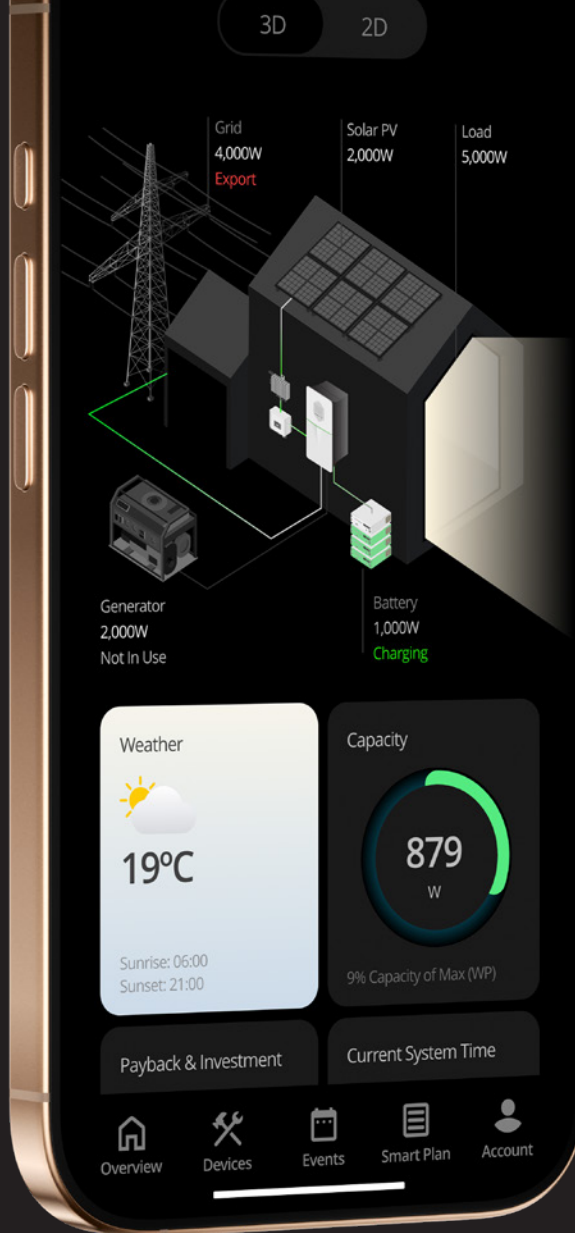 3D
2D
Grid
4,000W
Export
Solar PV
2,000W
Load
5,000W
Generator
2,000W
Not In Use
Battery
1,000W
Charging
Weather
19ºC
Sunrise: 06:00
Sunset: 21:00
Capacity
879
W
9% Capacity of Max (WP)
Payback & Investment
Current System Time
Overview
Devices
Events
Smart Plan
Account